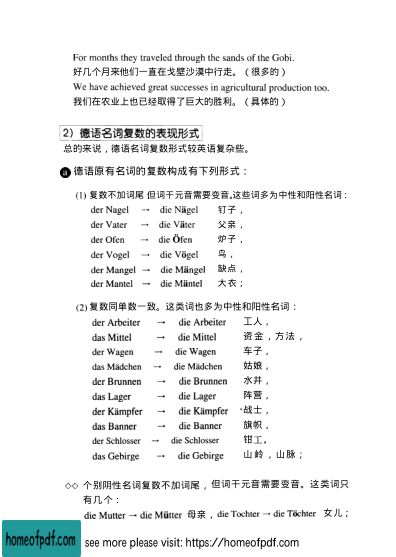 For months they traveled through the sands of the Gobi.
好几个月来他们一直在戈壁沙漠中行走。（很多的）
We have achieved great successes in agricultural production too.
我们在农业上也已经取得了巨大的胜利。（具体的）
2）德语名词复数的表现形式
总的来说，德语名词复数形式较英语复杂些。
a 德语原有名词的复数构成有下列形式：
(1) 复数不加词尾 但词干元音需要变音,这些词多为中性和阳性名词：
der Nagel → die Nägel 钉子，
der Vater → die Väter 父亲，
der Ofen → die Öfen 炉子，
der Vogel → die Vögel 鸟，
der Mangel → die Mängel 缺点，
der Mantel → die Mäntel 大衣；
(2) 复数同单数一致。这类词也多为中性和阳性名词：
der Arbeiter → die Arbeiter 工人，
das Mittel → die Mittel 资金，方法，
der Wagen → die Wagen 车子，
das Mädchen → die Mädchen 姑娘，
der Brunnen → die Brunnen 水井，
das Lager → die Lager 阵营，
der Kämpfer → die Kämpfer 战士，
das Banner → die Banner 旗帜，
der Schlosser → die Schlosser 钳工。
das Gebirge → die Gebirge 山岭，山脉；
◇◇ 个别阴性名词复数不加词尾，但词干元音需要变音。这类词只
有几个：
die Mutter → die Mütter 母亲，die Tochter → die Töchter 女儿；
homeofpdf.com
see more please visit: https://homeofpdf.com